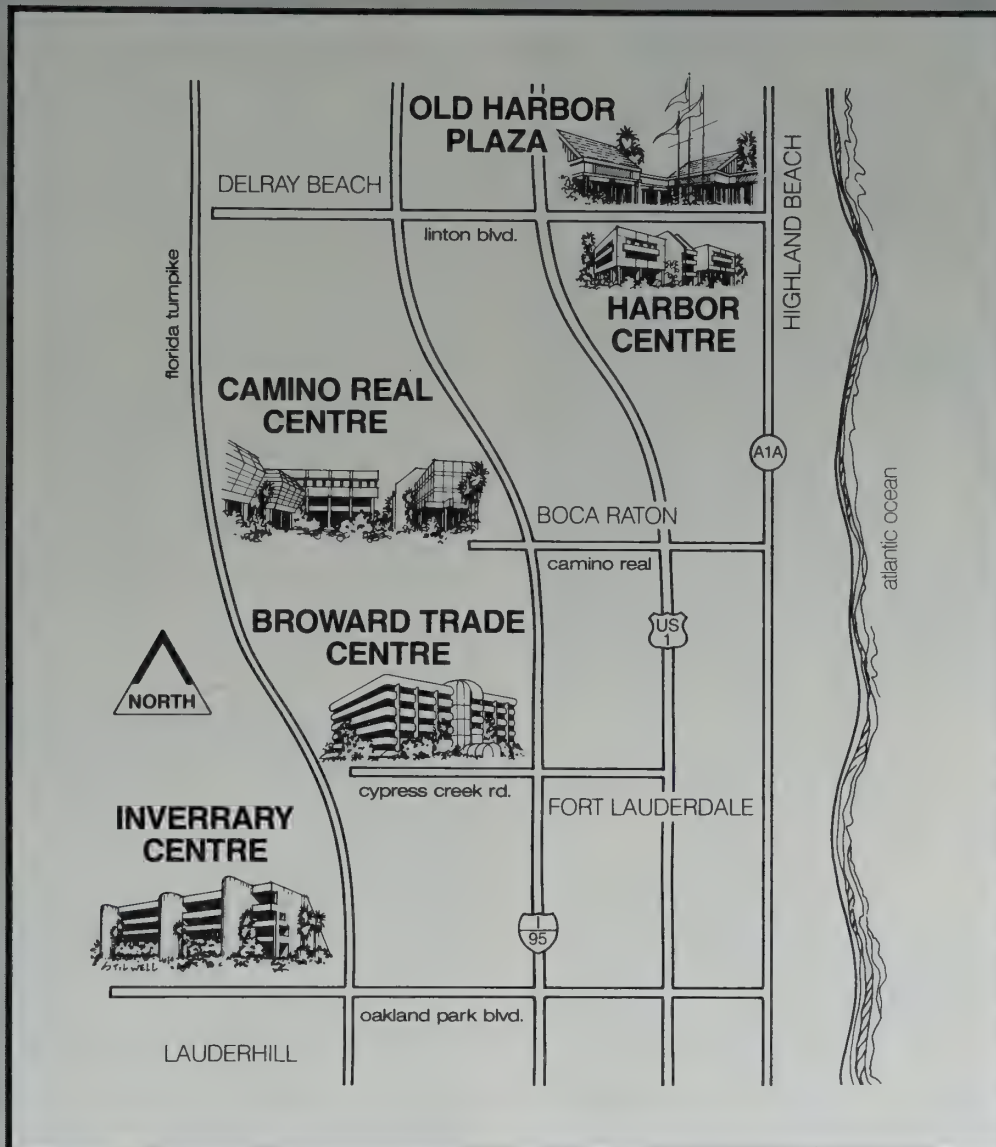 OLD HARBOR
PLAZA
DELRAY BEACH
linton blvd.
HIGHLAND BEACH
florida turnpike
HARBOR
CENTRE
CAMINO REAL
CENTRE
A1A
BOCA RATON
camino real
atlantic ocean
BROWARD TRADE
CENTRE
US
1
NORTH
cypress creek rd.
FORT LAUDERDALE
INVERRARY
CENTRE
I
95
STILWELL
oakland park blvd.
LAUDERHILL